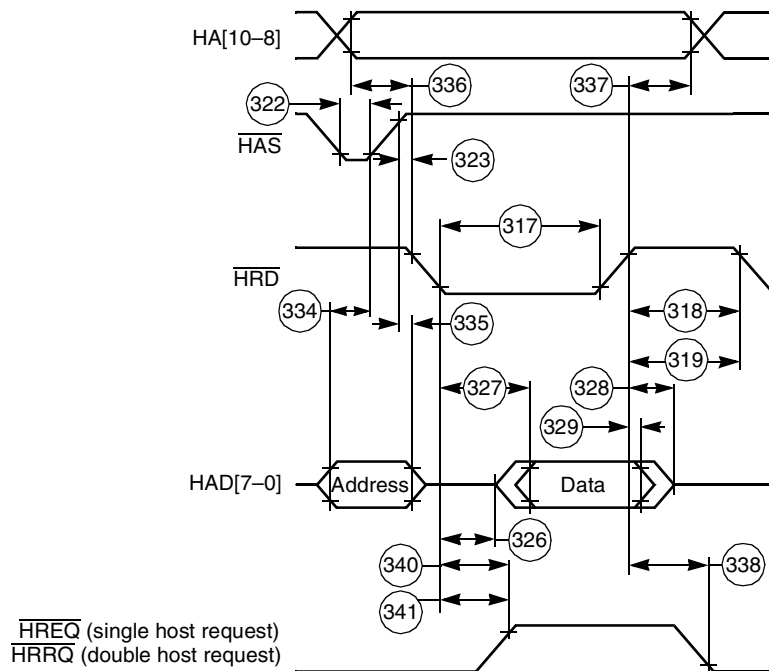 HA[10–8]
336
337
322
HAS
323
317
HRD
334
335
318
319
327
328
329
HAD[7–0]
Address
Data
326
340
338
341
HREQ (single host request)
HRRQ (double host request)